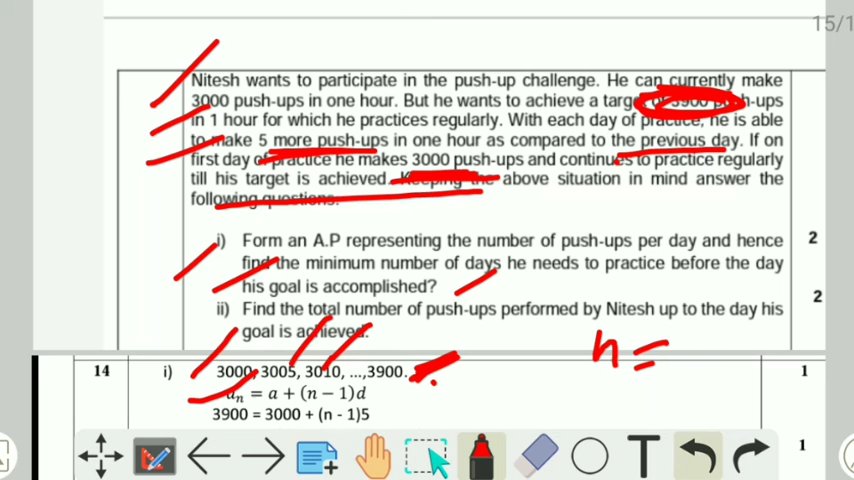 15/1
Nitesh wants to participate in the push-up challenge. He can currently make
3000 push-ups in one hour. But he wants to achieve a target of 3900 push-ups
in 1 hour for which he practices regularly. With each day of practice, he is able
to make 5 more push-ups in one hour as compared to the previous day. If on
first day of practice he makes 3000 push-ups and continues to practice regularly
till his target is achieved. Keeping the above situation in mind answer the
following questions.
i) Form an A.P representing the number of push-ups per day and hence 2
find the minimum number of days he needs to practice before the day
his goal is accomplished?
ii) Find the total number of push-ups performed by Nitesh up to the day his 2
goal is achieved.
n =
14 i) 3000, 3005, 3010, ...,3900. 1
aₙ = a + (n − 1)d
3900 = 3000 + (n - 1)5
1
T